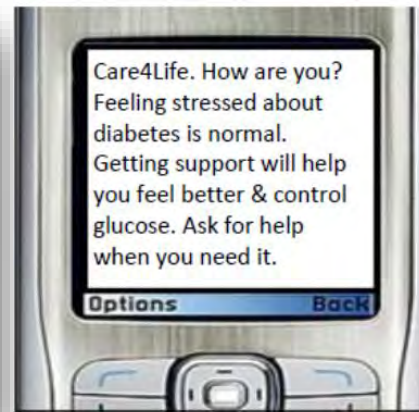 Care4Life. How are you?
Feeling stressed about
diabetes is normal.
Getting support will help
you feel better & control
glucose. Ask for help
when you need it.
Options Back